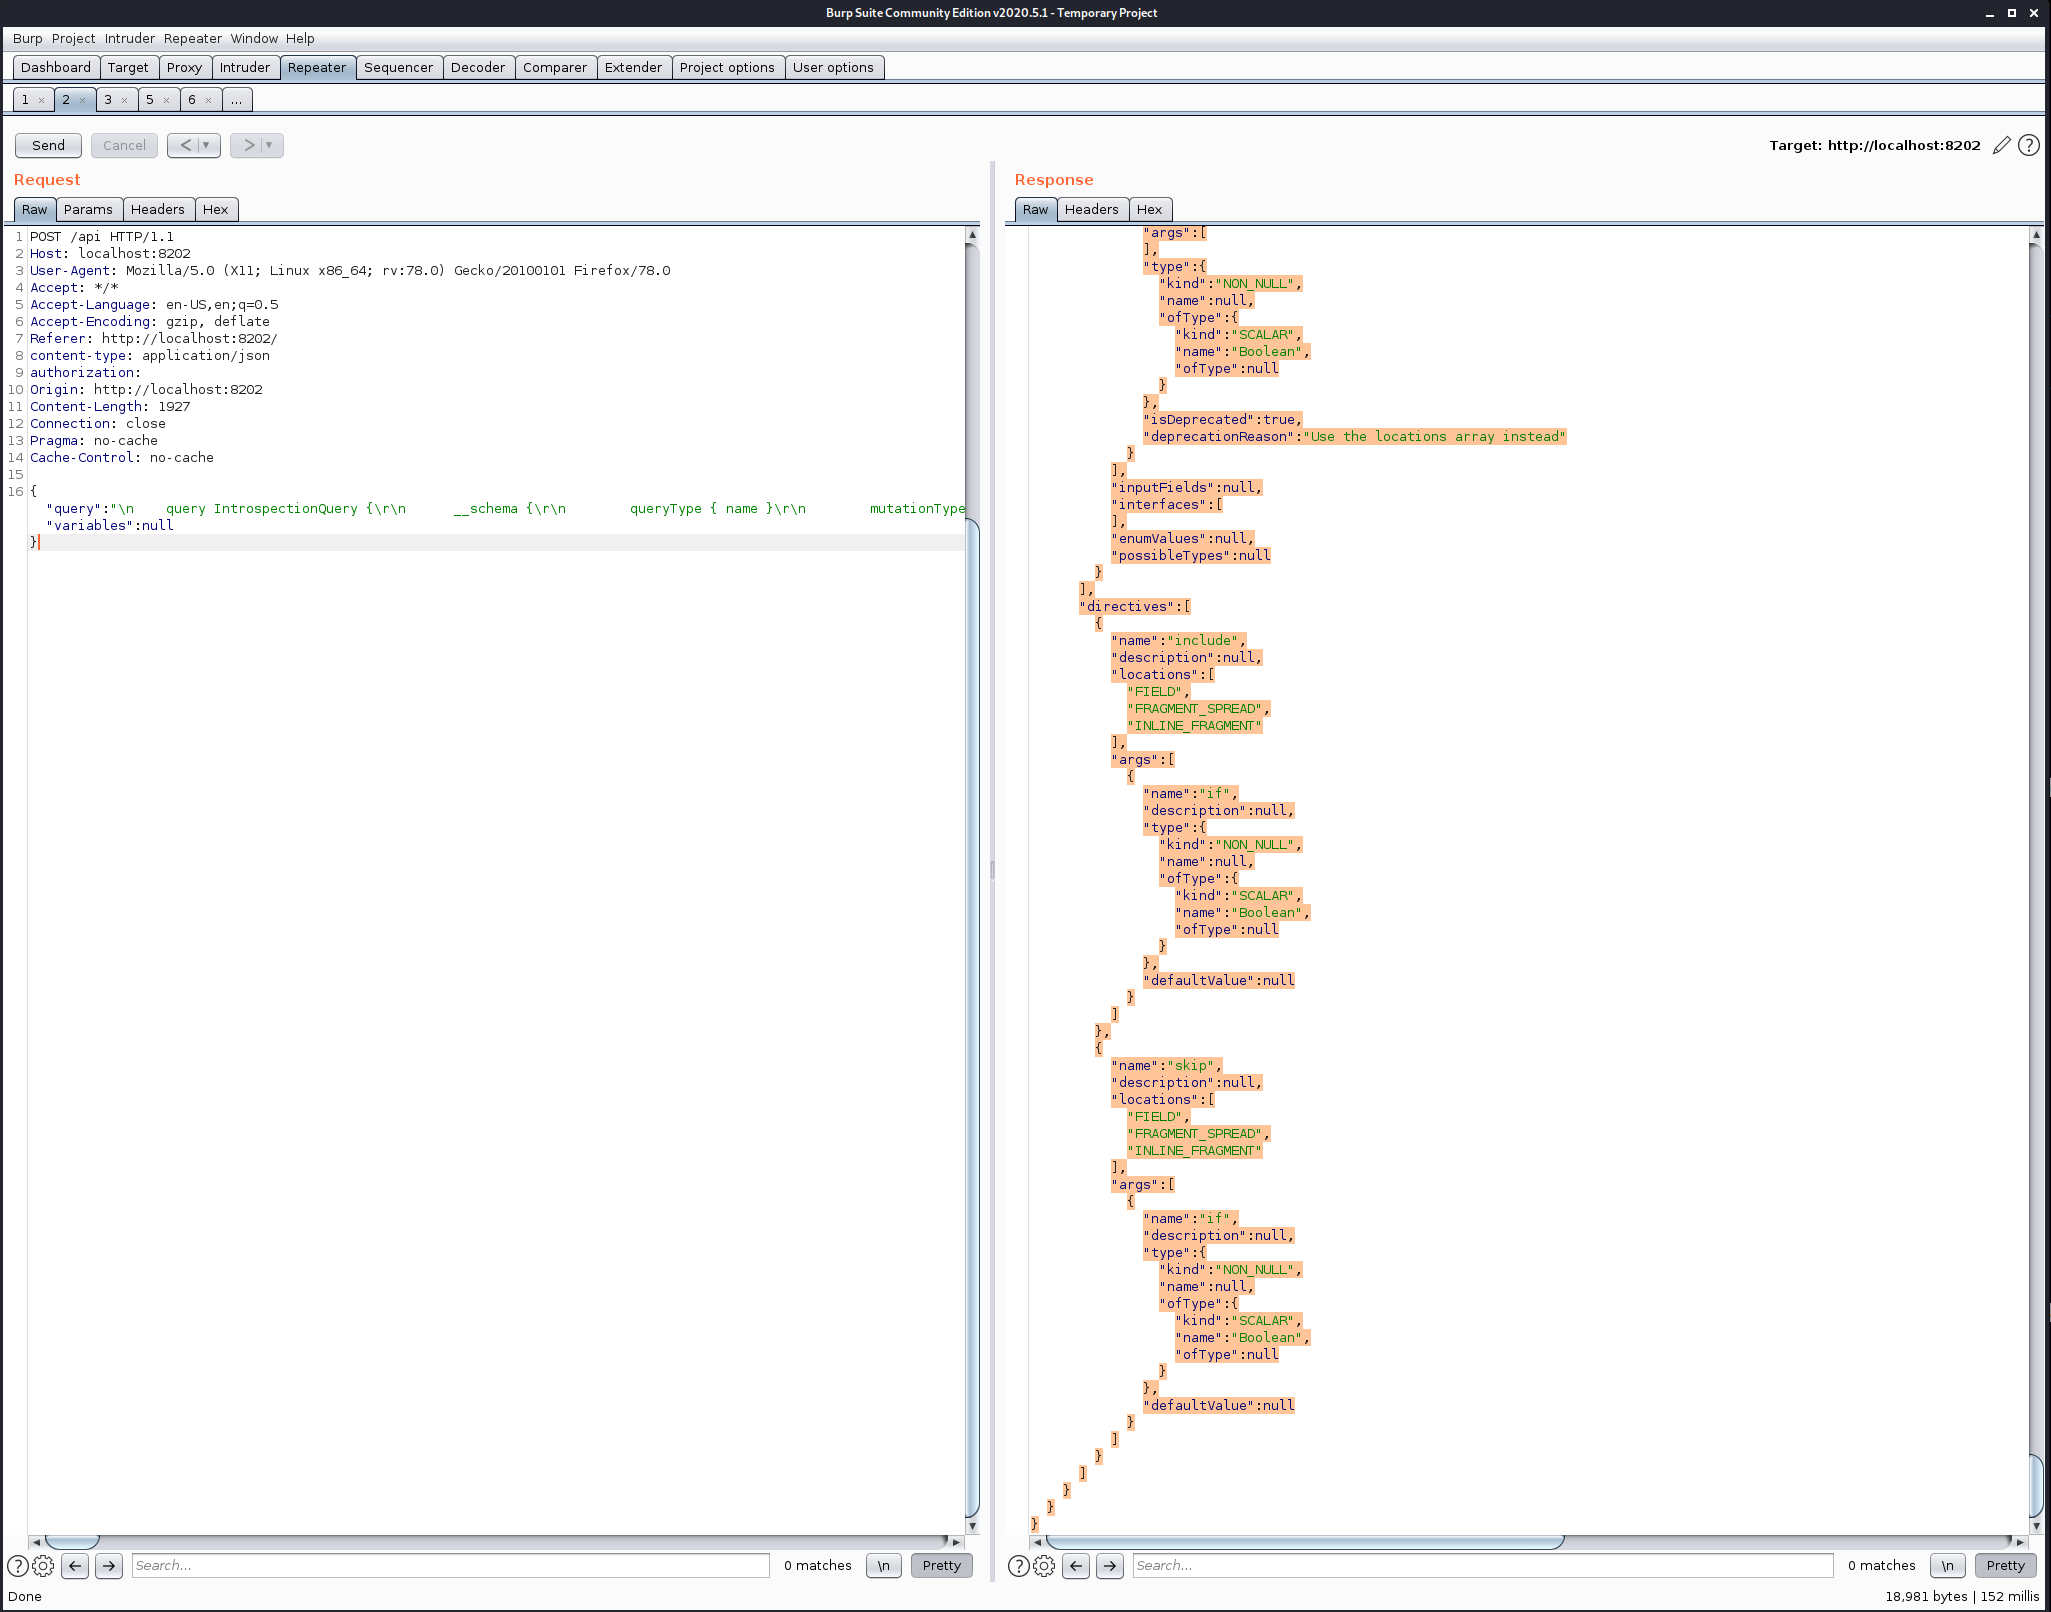 Burp Suite Community Edition v2020.5.1 - Temporary Project
Burp Project Intruder Repeater Window Help
Dashboard Target Proxy Intruder Repeater Sequencer Decoder Comparer Extender Project options User options
1 × 2 × 3 × 5 × 6 × ...
Send Cancel < > Target: http://localhost:8202
Request
Raw Params Headers Hex
1 POST /api HTTP/1.1
2 Host: localhost:8202
3 User-Agent: Mozilla/5.0 (X11; Linux x86_64; rv:78.0) Gecko/20100101 Firefox/78.0
4 Accept: */*
5 Accept-Language: en-US,en;q=0.5
6 Accept-Encoding: gzip, deflate
7 Referer: http://localhost:8202/
8 content-type: application/json
9 authorization:
10 Origin: http://localhost:8202
11 Content-Length: 1927
12 Connection: close
13 Pragma: no-cache
14 Cache-Control: no-cache
15
16 {
"query":"\n    query IntrospectionQuery {\r\n      __schema {\r\n        queryType { name }\r\n        mutationType
"variables":null
}
? Search... 0 matches \n Pretty
Done
Response
Raw Headers Hex
"args":[
],
"type":{
"kind":"NON_NULL",
"name":null,
"ofType":{
"kind":"SCALAR",
"name":"Boolean",
"ofType":null
}
},
"isDeprecated":true,
"deprecationReason":"Use the locations array instead"
}
],
"inputFields":null,
"interfaces":[
],
"enumValues":null,
"possibleTypes":null
}
],
"directives":[
{
"name":"include",
"description":null,
"locations":[
"FIELD",
"FRAGMENT_SPREAD",
"INLINE_FRAGMENT"
],
"args":[
{
"name":"if",
"description":null,
"type":{
"kind":"NON_NULL",
"name":null,
"ofType":{
"kind":"SCALAR",
"name":"Boolean",
"ofType":null
}
},
"defaultValue":null
}
]
},
{
"name":"skip",
"description":null,
"locations":[
"FIELD",
"FRAGMENT_SPREAD",
"INLINE_FRAGMENT"
],
"args":[
{
"name":"if",
"description":null,
"type":{
"kind":"NON_NULL",
"name":null,
"ofType":{
"kind":"SCALAR",
"name":"Boolean",
"ofType":null
}
},
"defaultValue":null
}
]
}
]
}
}
}
? Search... 0 matches \n Pretty
18,981 bytes | 152 millis